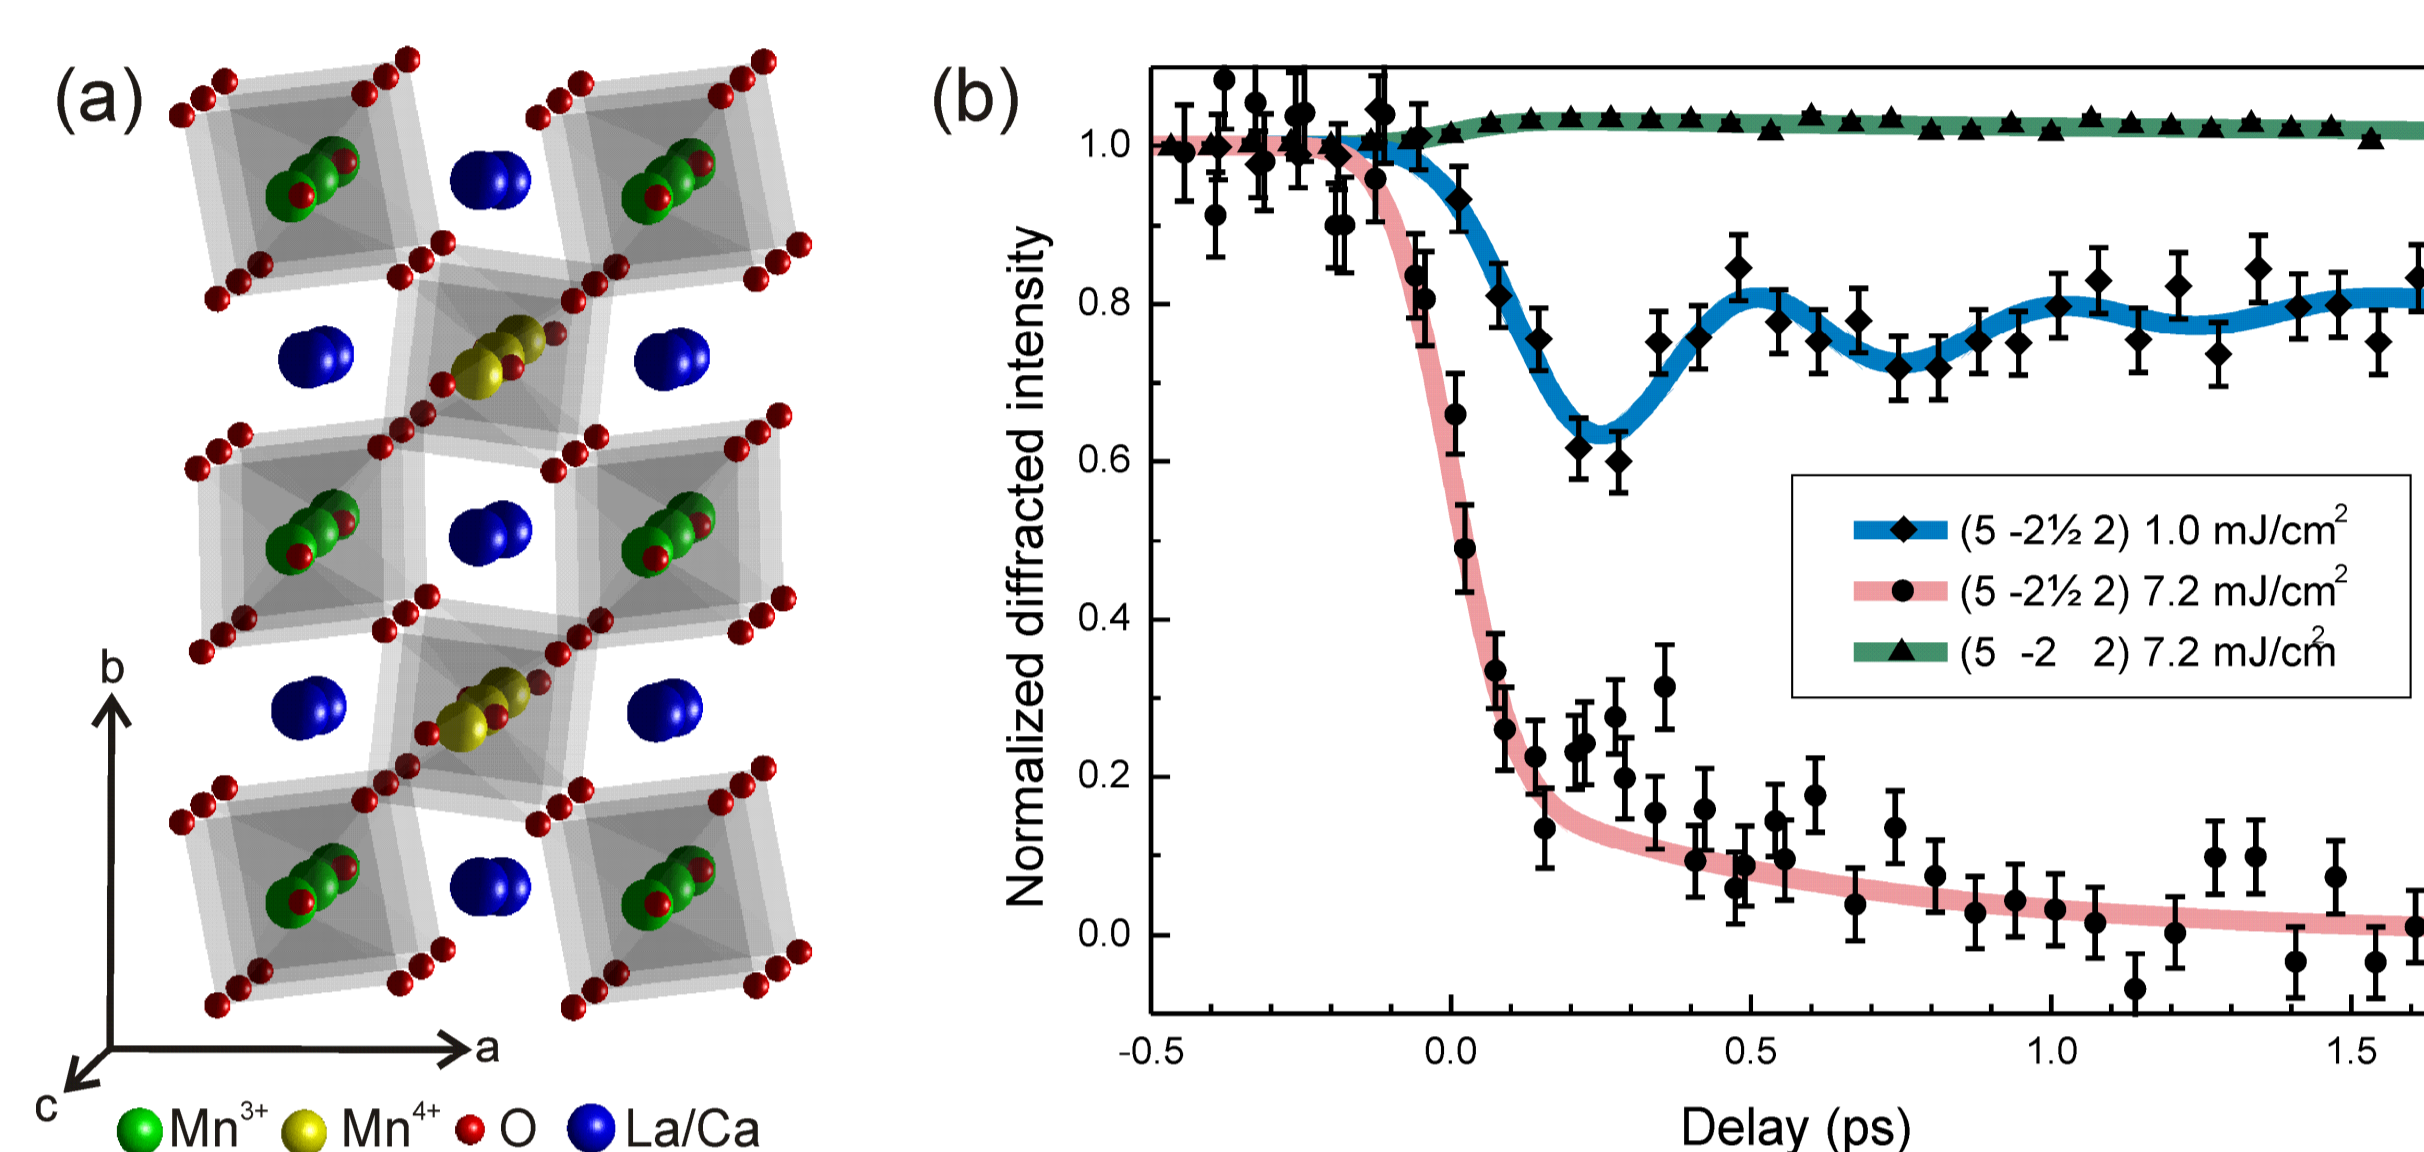 (a)
b
a
c
Mn3+ Mn4+ O La/Ca
(b)
Normalized diffracted intensity
1.0
0.8
0.6
0.4
0.2
0.0
(5 -2½ 2) 1.0 mJ/cm2
(5 -2½ 2) 7.2 mJ/cm2
(5 -2 2) 7.2 mJ/cm2
-0.5 0.0 0.5 1.0 1.5
Delay (ps)